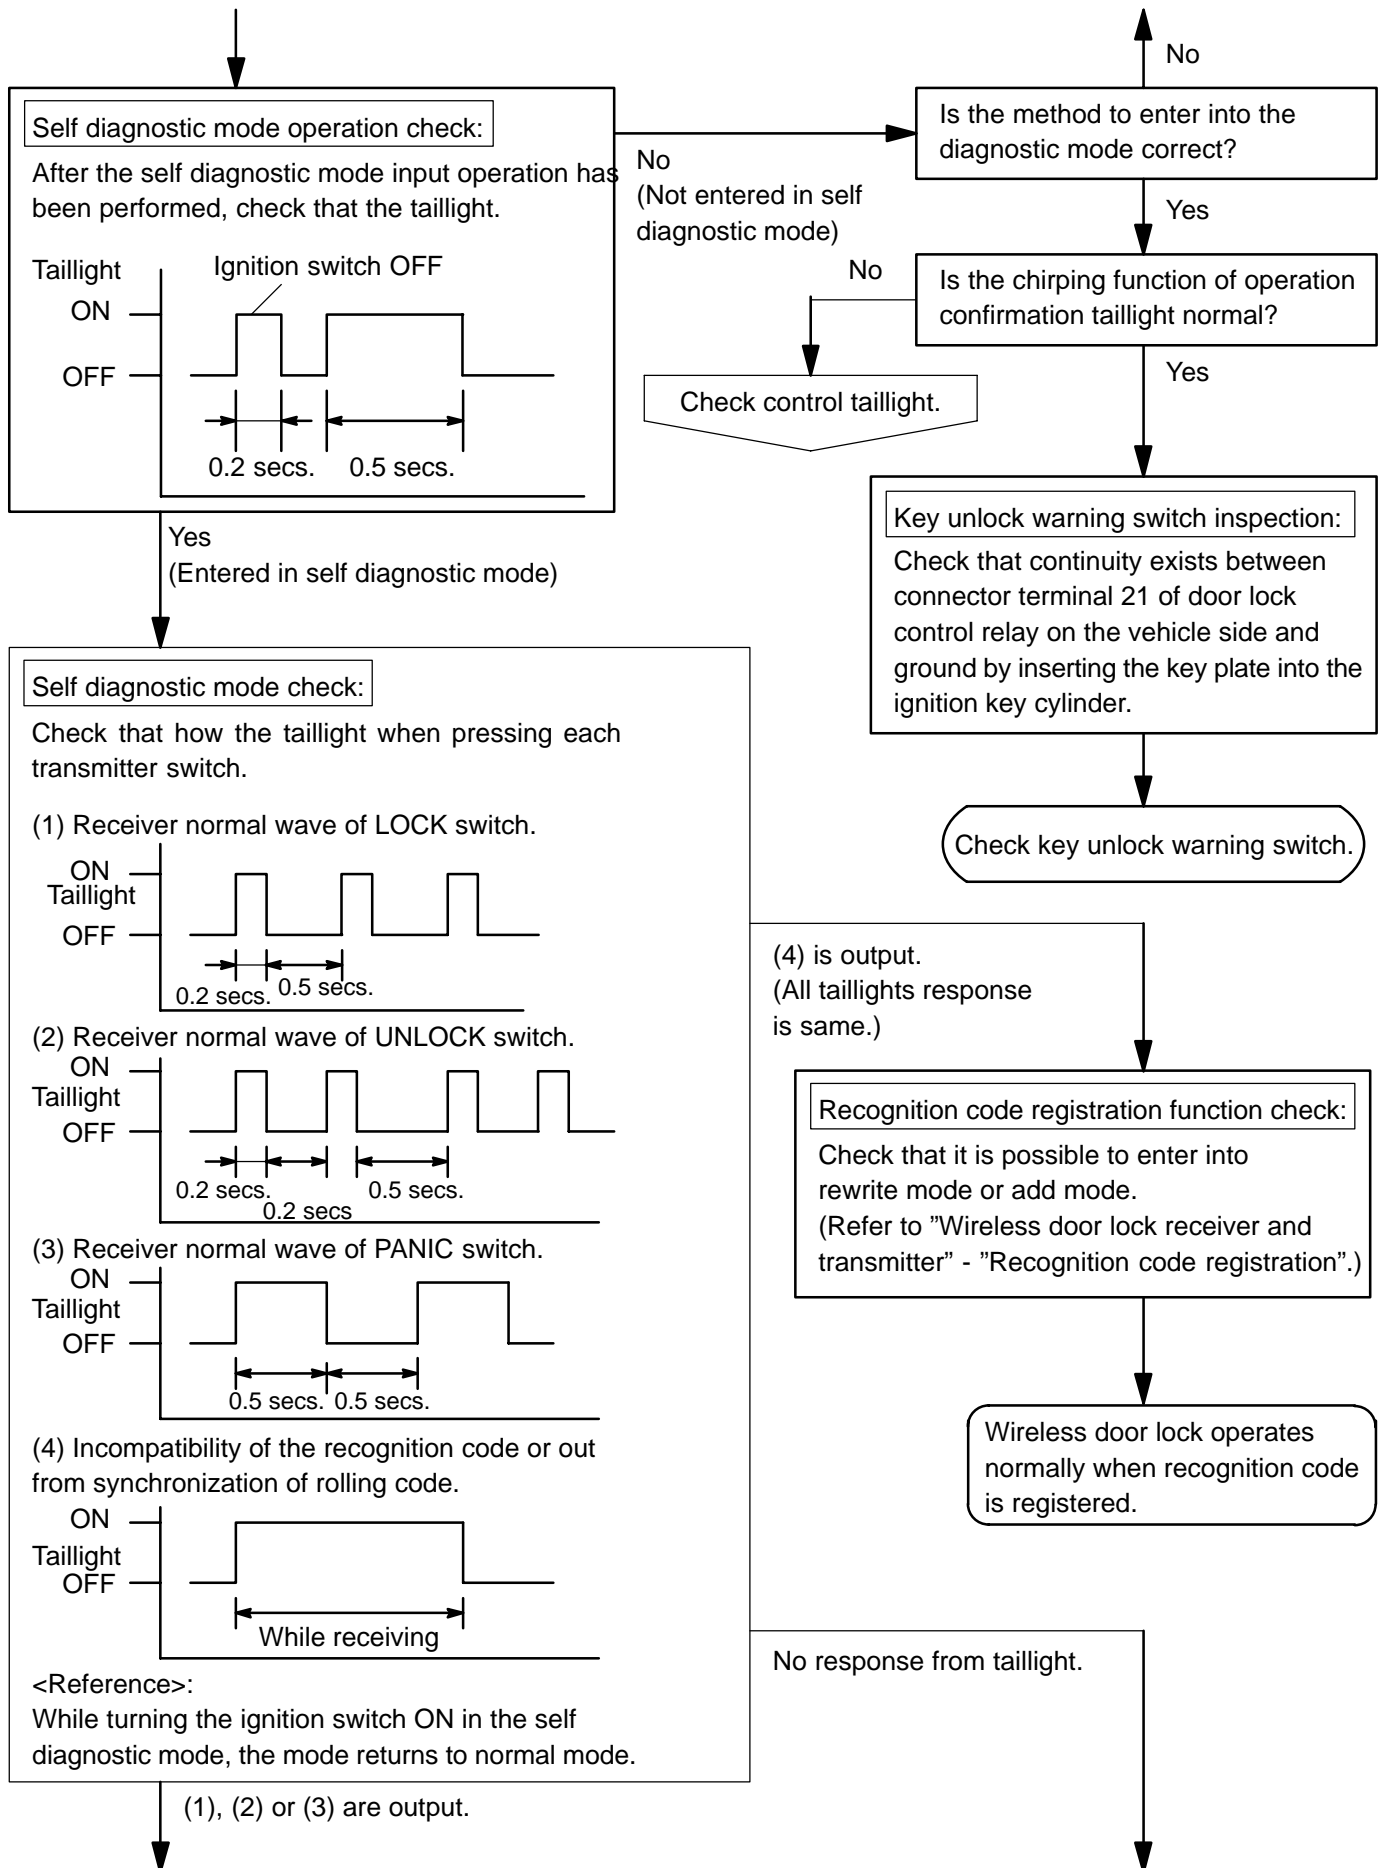 No
Self diagnostic mode operation check:
After the self diagnostic mode input operation has
been performed, check that the taillight.
Taillight
Ignition switch OFF
ON
OFF
0.2 secs.
0.5 secs.
No
(Not entered in self
diagnostic mode)
Is the method to enter into the
diagnostic mode correct?
Yes
No
Is the chirping function of operation
confirmation taillight normal?
Check control taillight.
Yes
Key unlock warning switch inspection:
Check that continuity exists between
connector terminal 21 of door lock
control relay on the vehicle side and
ground by inserting the key plate into the
ignition key cylinder.
Check key unlock warning switch.
Yes
(Entered in self diagnostic mode)
Self diagnostic mode check:
Check that how the taillight when pressing each
transmitter switch.
(1) Receiver normal wave of LOCK switch.
ON
Taillight
OFF
0.2 secs.
0.5 secs.
(2) Receiver normal wave of UNLOCK switch.
ON
Taillight
OFF
0.2 secs.
0.5 secs.
0.2 secs
(3) Receiver normal wave of PANIC switch.
ON
Taillight
OFF
0.5 secs.
0.5 secs.
(4) Incompatibility of the recognition code or out
from synchronization of rolling code.
ON
Taillight
OFF
While receiving
<Reference>:
While turning the ignition switch ON in the self
diagnostic mode, the mode returns to normal mode.
(4) is output.
(All taillights response
is same.)
Recognition code registration function check:
Check that it is possible to enter into
rewrite mode or add mode.
(Refer to ”Wireless door lock receiver and
transmitter” - ”Recognition code registration”.)
Wireless door lock operates
normally when recognition code
is registered.
No response from taillight.
(1), (2) or (3) are output.